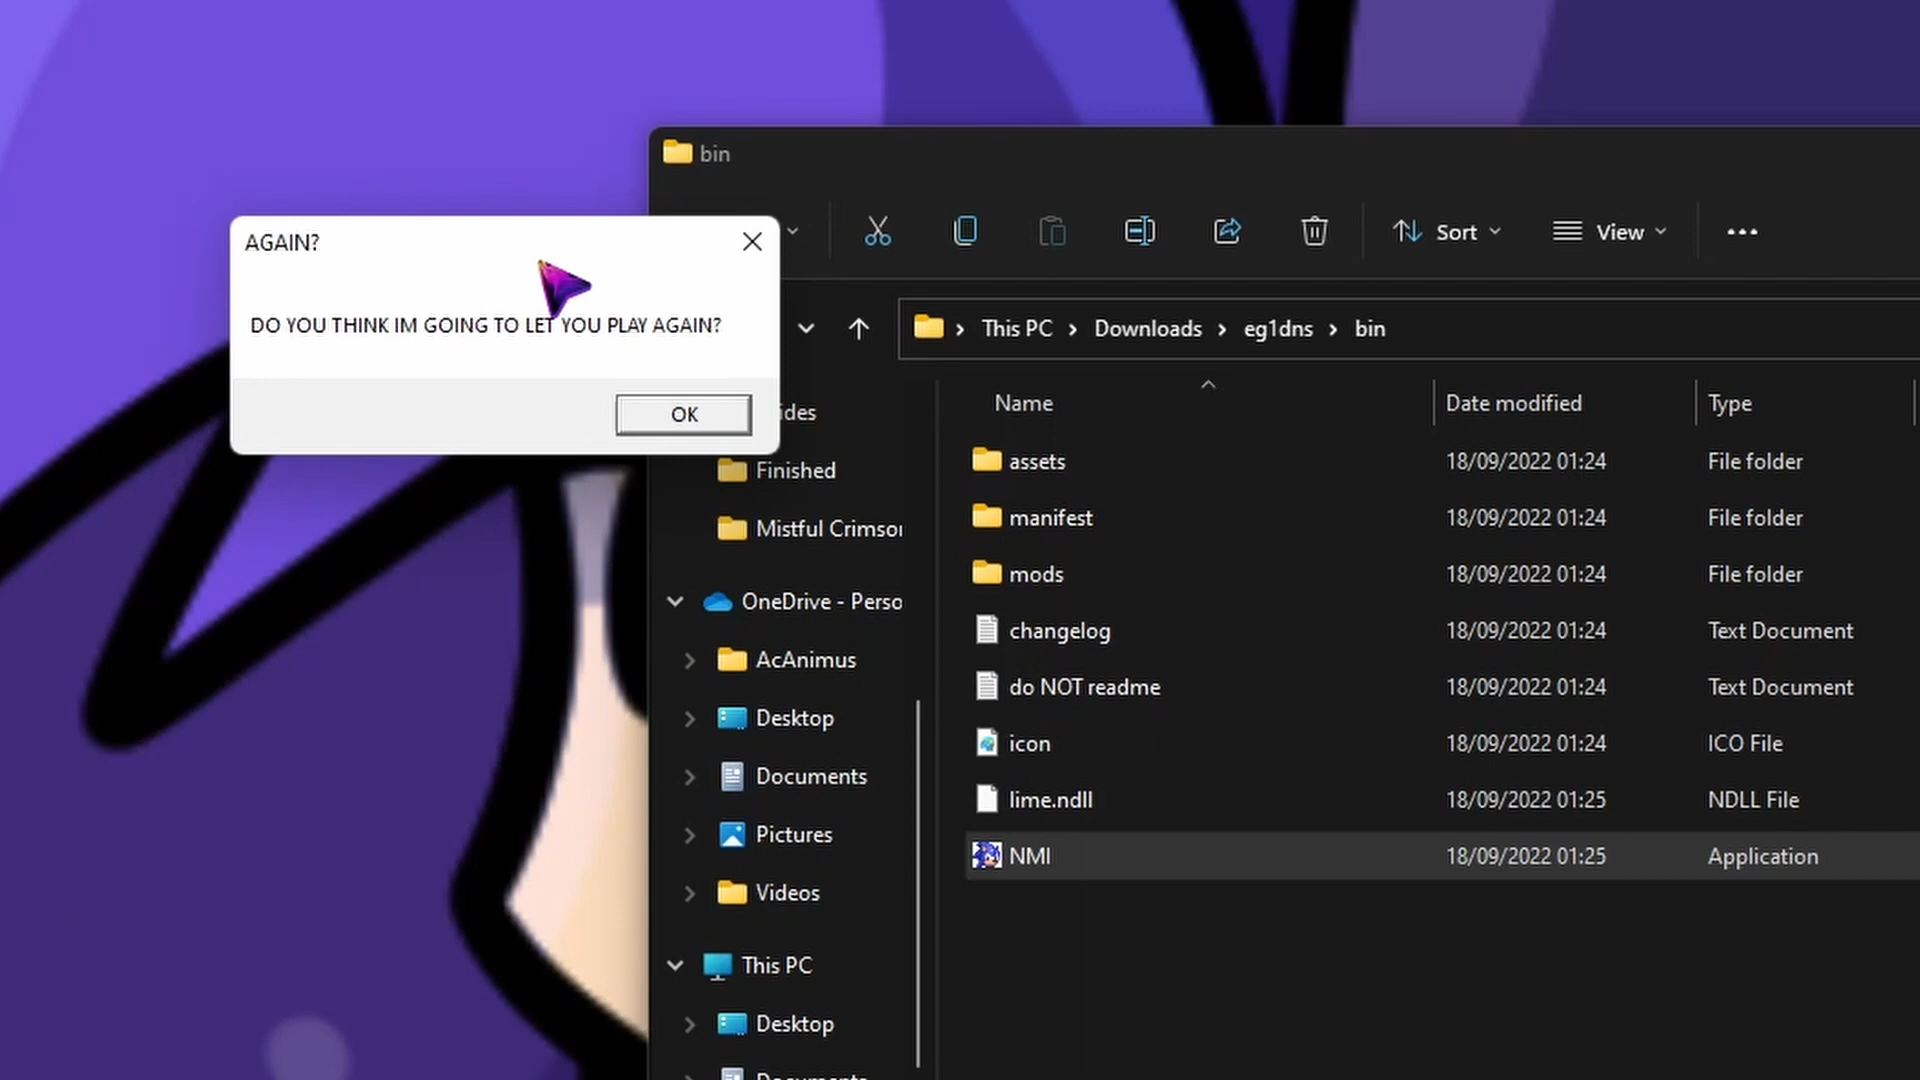 bin
AGAIN?
DO YOU THINK IM GOING TO LET YOU PLAY AGAIN?
OK
Sort
View
This PC
Downloads
eg1dns
bin
Name
Date modified
Type
ides
Finished
Mistful Crimson
OneDrive - Perso
AcAnimus
Desktop
Documents
Pictures
Videos
This PC
Desktop
Documents
assets 18/09/2022 01:24 File folder
manifest 18/09/2022 01:24 File folder
mods 18/09/2022 01:24 File folder
changelog 18/09/2022 01:24 Text Document
do NOT readme 18/09/2022 01:24 Text Document
icon 18/09/2022 01:24 ICO File
lime.ndll 18/09/2022 01:25 NDLL File
NMI 18/09/2022 01:25 Application